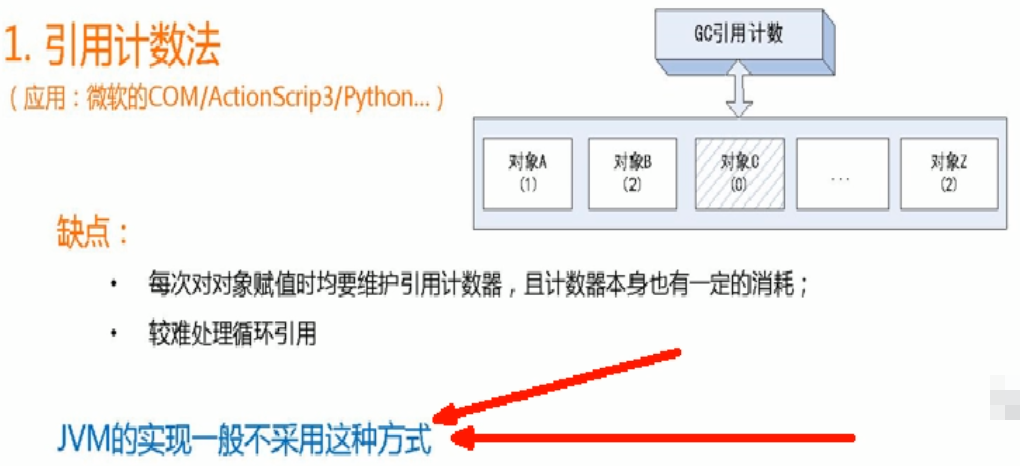 1. 引用计数法
（应用：微软的COM/ActionScrip3/Python...）
GC引用计数
对象A
(1)
对象B
(2)
对象C
(0)
...
对象Z
(2)
缺点：
• 每次对对象赋值时均要维护引用计数器，且计数器本身也有一定的消耗；
• 较难处理循环引用
JVM的实现一般不采用这种方式